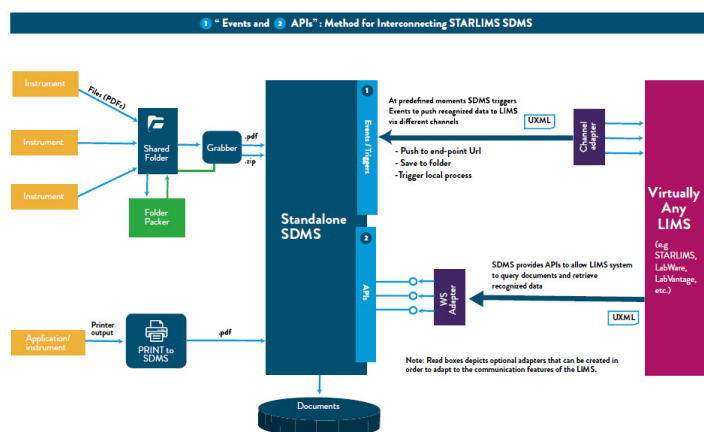 1 “ Events and 2 APIs” : Method for Interconnecting STARLIMS SDMS
Instrument
Files (PDFs)
Instrument
Instrument
Shared
Folder
Grabber
.pdf
.zip
Folder
Packer
Application/
instrument
Printer
output
PRINT to
SDMS
.pdf
Standalone
SDMS
Documents
1
Events / Triggers
2
APIs
At predefined moments SDMS triggers
Events to push recognized data to LIMS
via different channels
UXML
- Push to end-point Url
- Save to folder
-Trigger local process
Channel
adapter
SDMS provides APIs to allow LIMS system
to query documents and retrieve
recognized data
WS
Adapter
UXML
Note: Read boxes depicts optional adapters that can be created in
order to adapt to the communication features of the LIMS.
Virtually
Any
LIMS
(e.g
STARLIMS,
LabWare,
LabVantage,
etc.)